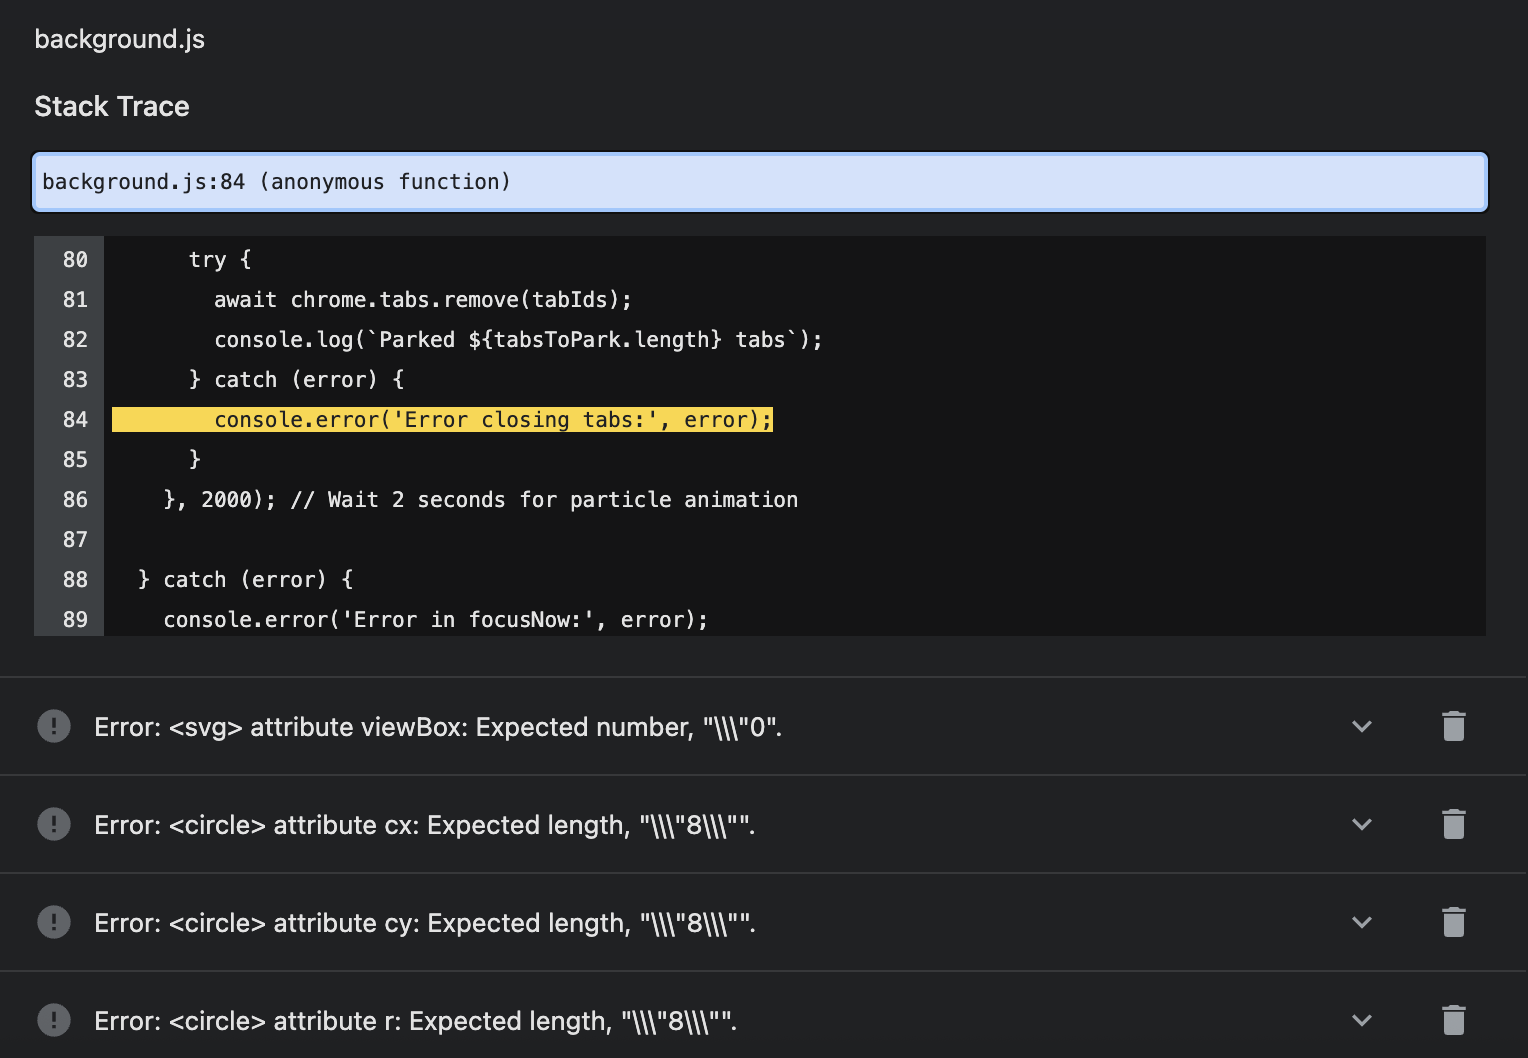 background.js
Stack Trace
background.js:84 (anonymous function)
80 try {
81 await chrome.tabs.remove(tabIds);
82 console.log(`Parked ${tabsToPark.length} tabs`);
83 } catch (error) {
84 console.error('Error closing tabs:', error);
85 }
86 }, 2000); // Wait 2 seconds for particle animation
87
88 } catch (error) {
89 console.error('Error in focusNow:', error);
Error: <svg> attribute viewBox: Expected number, "\\\"0".
Error: <circle> attribute cx: Expected length, "\\\"8\\\"".
Error: <circle> attribute cy: Expected length, "\\\"8\\\"".
Error: <circle> attribute r: Expected length, "\\\"8\\\"".